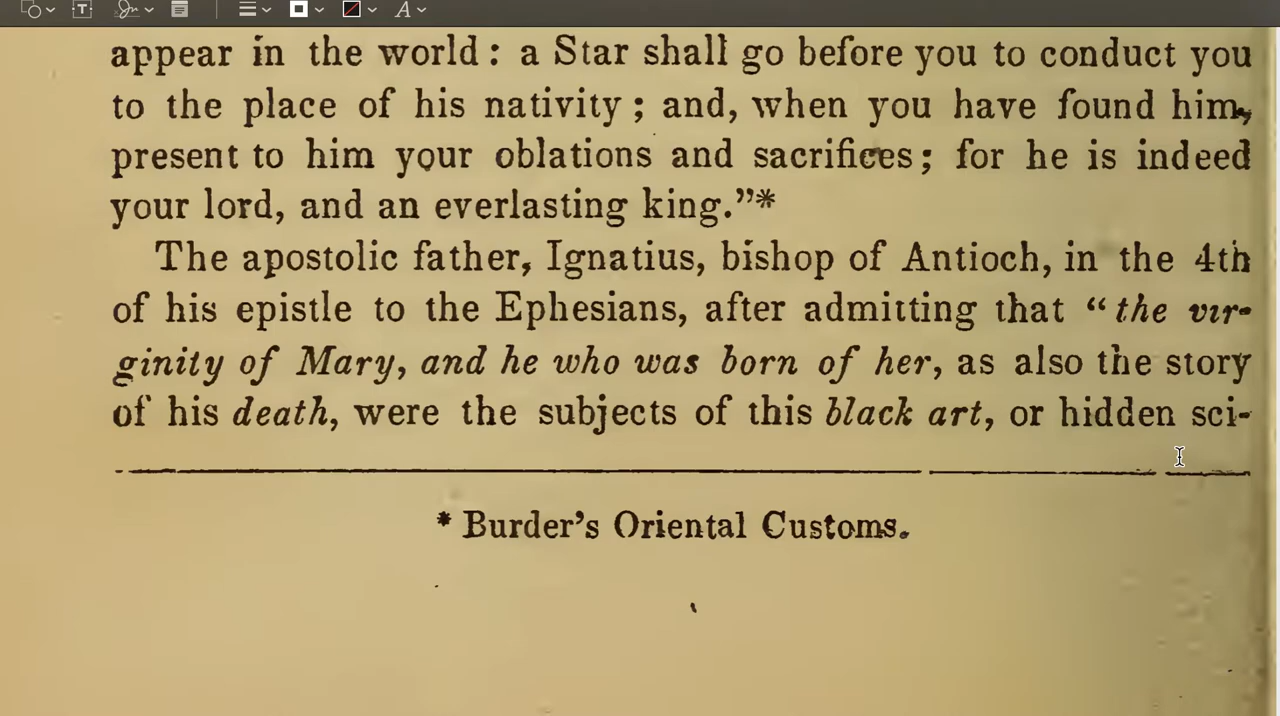 appear in the world : a Star shall go before you to conduct you
to the place of his nativity ; and, when you have found him,
present to him your oblations and sacrifices ; for he is indeed
your lord, and an everlasting king.”*
The apostolic father, Ignatius, bishop of Antioch, in the 4th
of his epistle to the Ephesians, after admitting that “the vir-
ginity of Mary, and he who was born of her, as also the story
of his death, were the subjects of this black art, or hidden sci-
* Burder’s Oriental Customs.